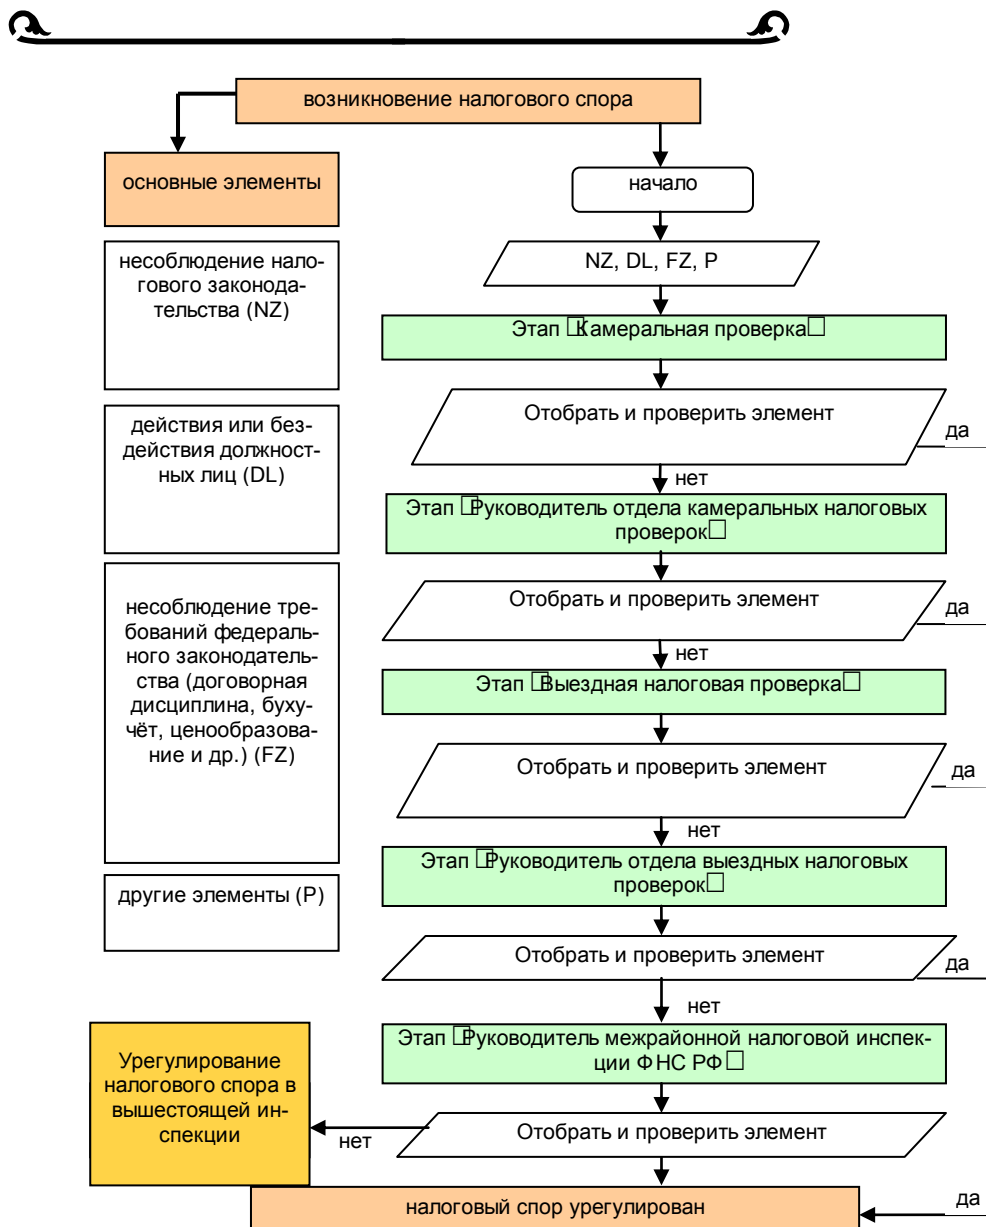 возникновение налогового спора
основные элементы
несоблюдение нало-
гового законода-
тельства (NZ)
действия или без-
действия должност-
ных лиц (DL)
несоблюдение тре-
бований федераль-
ного законодатель-
ства (договорная
дисциплина, буху-
чёт, ценообразова-
ние и др.) (FZ)
другие элементы (P)
начало
NZ, DL, FZ, P
Этап □Камеральная проверка□
Отобрать и проверить элемент
да
нет
Этап □Руководитель отдела камеральных налоговых
проверок□
Отобрать и проверить элемент
да
нет
Этап □Выездная налоговая проверка□
Отобрать и проверить элемент
да
нет
Этап □Руководитель отдела выездных налоговых
проверок□
Отобрать и проверить элемент
да
нет
Этап □Руководитель межрайонной налоговой инспек-
ции ФНС РФ□
Отобрать и проверить элемент
нет
Урегулирование
налогового спора в
вышестоящей ин-
спекции
да
налоговый спор урегулирован